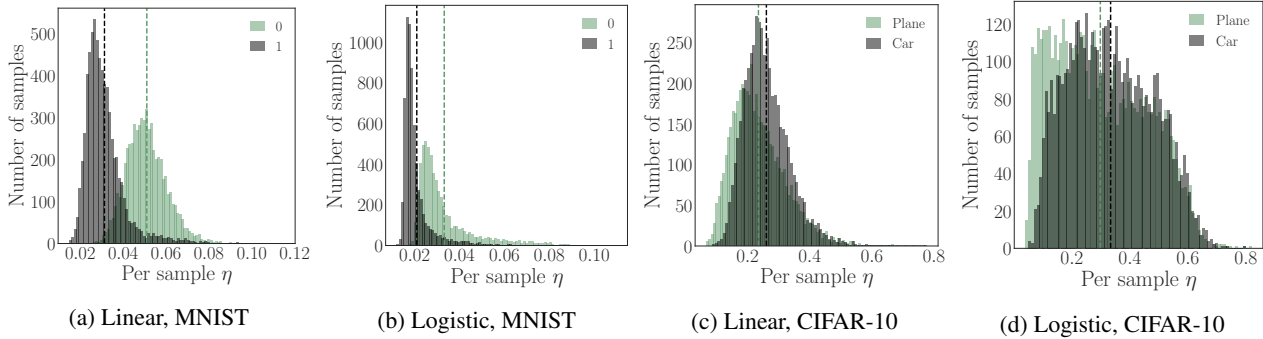 Number of samples
500
400
300
200
100
0
0.02 0.04 0.06 0.08 0.10 0.12
Per sample η
0
1
(a) Linear, MNIST
Number of samples
1000
800
600
400
200
0
0.02 0.04 0.06 0.08 0.10
Per sample η
0
1
(b) Logistic, MNIST
Number of samples
250
200
150
100
50
0
0.2 0.4 0.6 0.8
Per sample η
Plane
Car
(c) Linear, CIFAR-10
Number of samples
120
100
80
60
40
20
0
0.2 0.4 0.6 0.8
Per sample η
Plane
Car
(d) Logistic, CIFAR-10